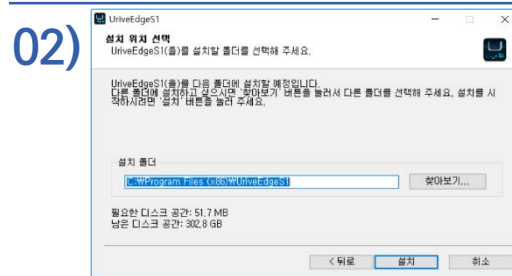 02)
UriveEdgeS1
설치 위치 선택
UriveEdgeS1(을)를 설치할 폴더를 선택해 주세요.
UriveEdgeS1(을)를 다음 폴더에 설치할 예정입니다.
다른 폴더에 설치하고 싶으시면 '찾아보기' 버튼을 눌러서 다른 폴더를 선택해 주세요. 설치를 시
작하시려면 '설치' 버튼을 눌러 주세요.
설치 폴더
C:₩Program Files (x86)₩UriveEdgeS1
찾아보기...
필요한 디스크 공간: 51.7 MB
남은 디스크 공간: 302.8 GB
< 뒤로
설치
취소